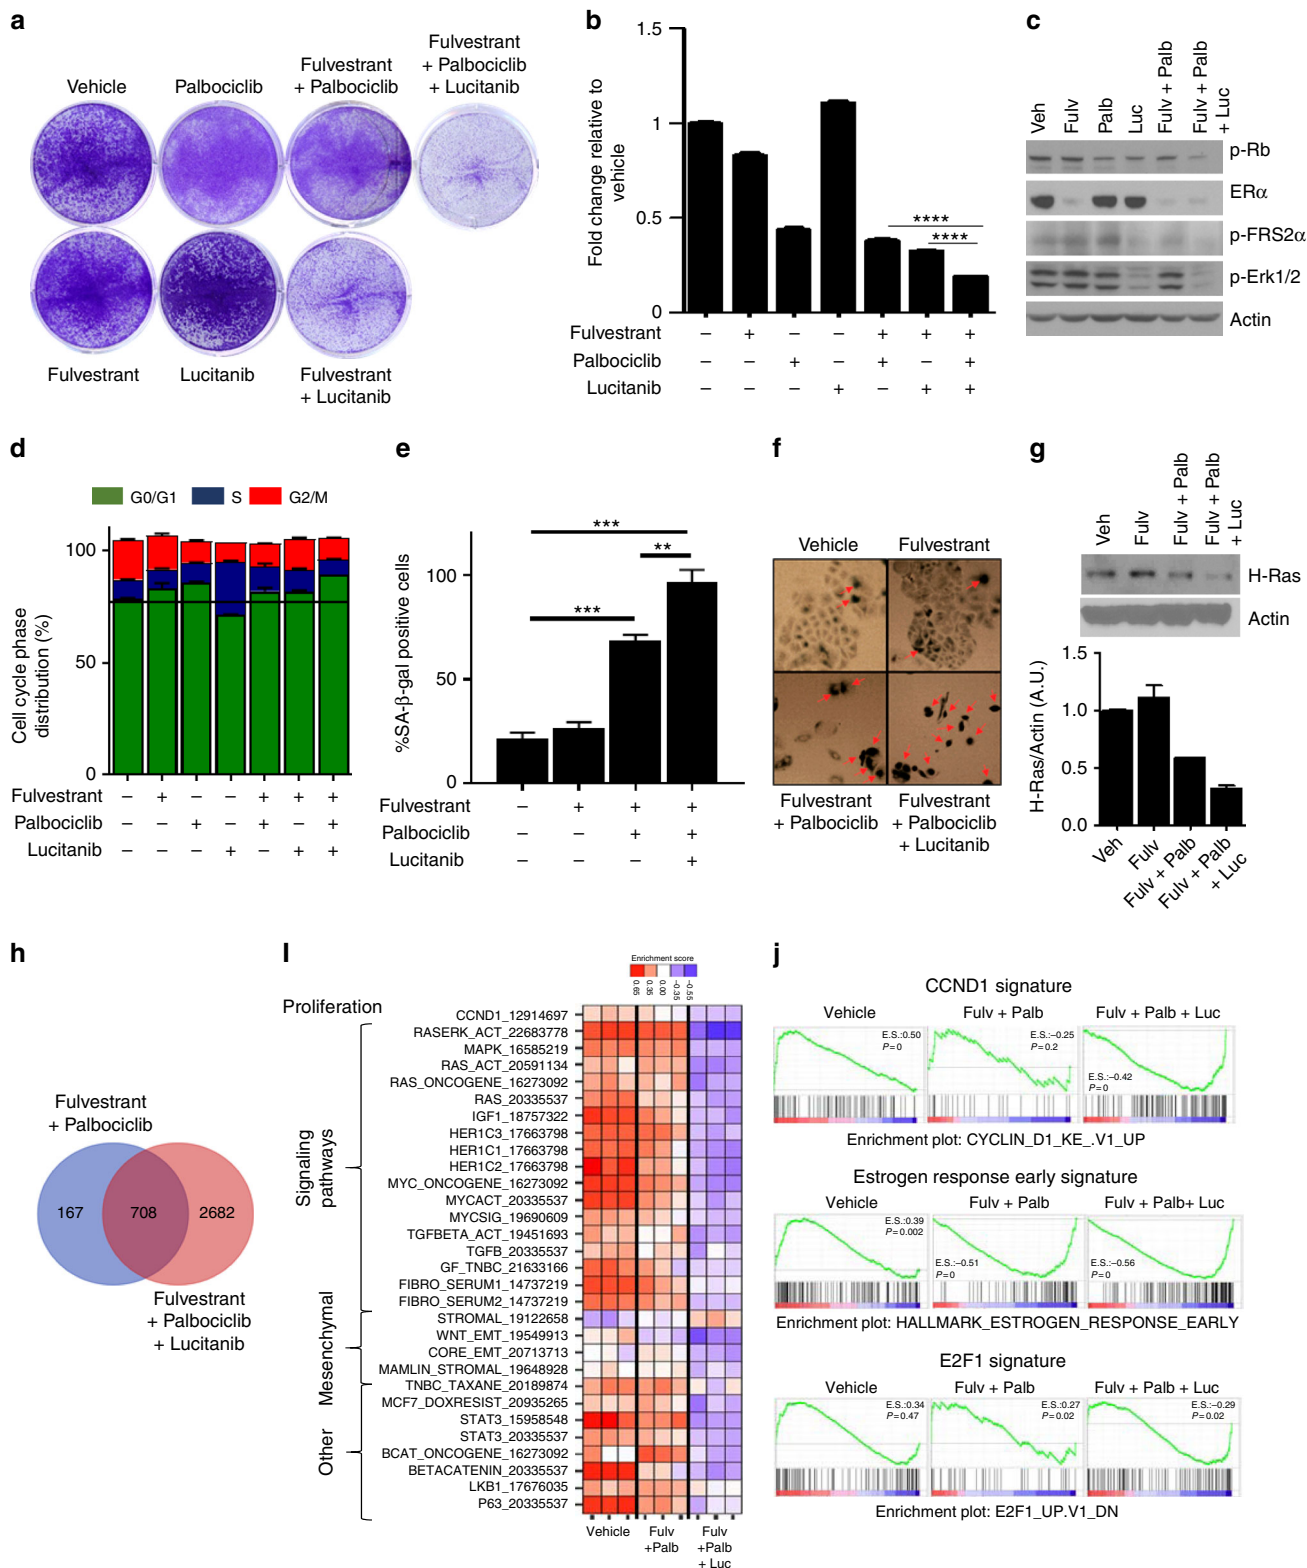 a
Vehicle
Palbociclib
Fulvestrant
+ Palbociclib
Fulvestrant
+ Palbociclib
+ Lucitanib
Fulvestrant
Lucitanib
Fulvestrant
+ Lucitanib
b
Fold change relative to
vehicle
1.5
1
0.5
0
****
****
Fulvestrant – + – – + + +
Palbociclib – – + – + – +
Lucitanib – – – + – + +
c
Veh
Fulv
Palb
Luc
Fulv + Palb
Fulv + Palb
+ Luc
p-Rb
ERα
p-FRS2α
p-Erk1/2
Actin
d
G0/G1 S G2/M
Cell cycle phase
distribution (%)
100
50
0
Fulvestrant – + – – + + +
Palbociclib – – + – + – +
Lucitanib – – – + – + +
e
%SA-β-gal positive cells
100
50
0
***
**
***
Fulvestrant – + + +
Palbociclib – – + +
Lucitanib – – – +
f
Vehicle
Fulvestrant
Fulvestrant
+ Palbociclib
Fulvestrant
+ Palbociclib
+ Lucitanib
g
Veh
Fulv
Fulv + Palb
Fulv + Palb
+ Luc
H-Ras
Actin
H-Ras/Actin (A.U.)
1.5
1.0
0.5
0.0
Veh
Fulv
Fulv + Palb
Fulv + Palb
+ Luc
h
Fulvestrant
+ Palbociclib
167 708 2682
Fulvestrant
+ Palbociclib
+ Lucitanib
I
Enrichment score
0.65 0.35 0.00 –0.35 –0.55
Proliferation
Signaling
pathways
Mesenchymal
Other
CCND1_12914697
RASERK_ACT_22683778
MAPK_16585219
RAS_ACT_20591134
RAS_ONCOGENE_16273092
RAS_20335537
IGF1_18757322
HER1C3_17663798
HER1C1_17663798
HER1C2_17663798
MYC_ONCOGENE_16273092
MYCACT_20335537
MYCSIG_19690609
TGFBETA_ACT_19451693
TGFB_20335537
GF_TNBC_21633166
FIBRO_SERUM1_14737219
FIBRO_SERUM2_14737219
STROMAL_19122658
WNT_EMT_19549913
CORE_EMT_20713713
MAMLIN_STROMAL_19648928
TNBC_TAXANE_20189874
MCF7_DOXRESIST_20935265
STAT3_15958548
STAT3_20335537
BCAT_ONCOGENE_16273092
BETACATENIN_20335537
LKB1_17676035
P63_20335537
Vehicle
Fulv
+Palb
Fulv
+Palb
+ Luc
j
CCND1 signature
Vehicle
Fulv + Palb
Fulv + Palb + Luc
E.S.:0.50
P=0
E.S.:–0.25
P=0.2
E.S.:–0.42
P=0
Enrichment plot: CYCLIN_D1_KE_.V1_UP
Estrogen response early signature
Vehicle
Fulv + Palb
Fulv + Palb+ Luc
E.S.:0.39
P=0.002
E.S.:–0.51
P=0
E.S.:–0.56
P=0
Enrichment plot: HALLMARK_ESTROGEN_RESPONSE_EARLY
E2F1 signature
Vehicle
Fulv + Palb
Fulv + Palb + Luc
E.S.:0.34
P=0.47
E.S.:0.27
P=0.02
E.S.:–0.29
P=0.02
Enrichment plot: E2F1_UP.V1_DN